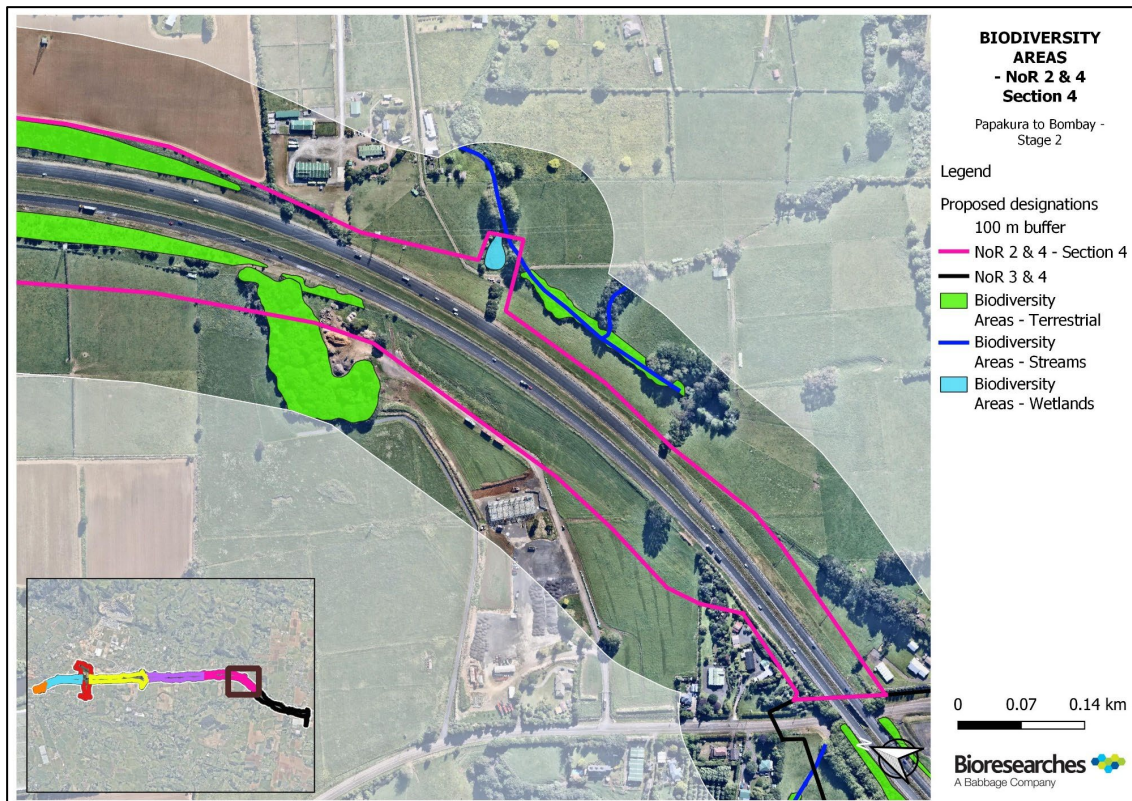 BIODIVERSITY
AREAS
- NoR 2 & 4
Section 4
Papakura to Bombay -
Stage 2
Legend
Proposed designations
100 m buffer
NoR 2 & 4 - Section 4
NoR 3 & 4
Biodiversity
Areas - Terrestrial
Biodiversity
Areas - Streams
Biodiversity
Areas - Wetlands
0 0.07 0.14 km
Bioresearches
A Babbage Company